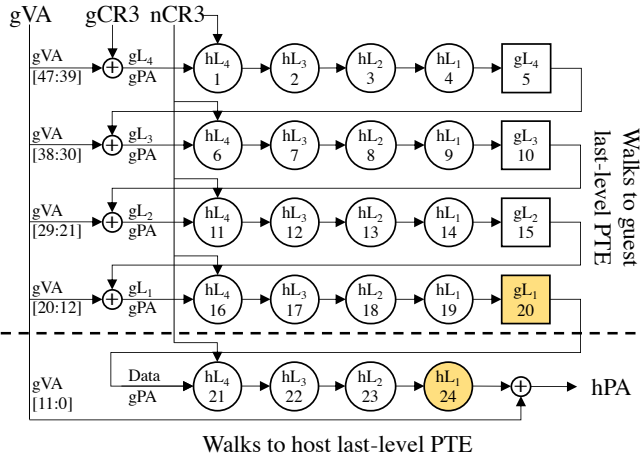 gVA gCR3 nCR3
gVA
[47:39]
+
gL4
gPA
hL4
1
hL3
2
hL2
3
hL1
4
gL4
5
gVA
[38:30]
+
gL3
gPA
hL4
6
hL3
7
hL2
8
hL1
9
gL3
10
gVA
[29:21]
+
gL2
gPA
hL4
11
hL3
12
hL2
13
hL1
14
gL2
15
gVA
[20:12]
+
gL1
gPA
hL4
16
hL3
17
hL2
18
hL1
19
gL1
20
Walks to guest
last-level PTE
gVA
[11:0]
Data
gPA
hL4
21
hL3
22
hL2
23
hL1
24
+
hPA
Walks to host last-level PTE